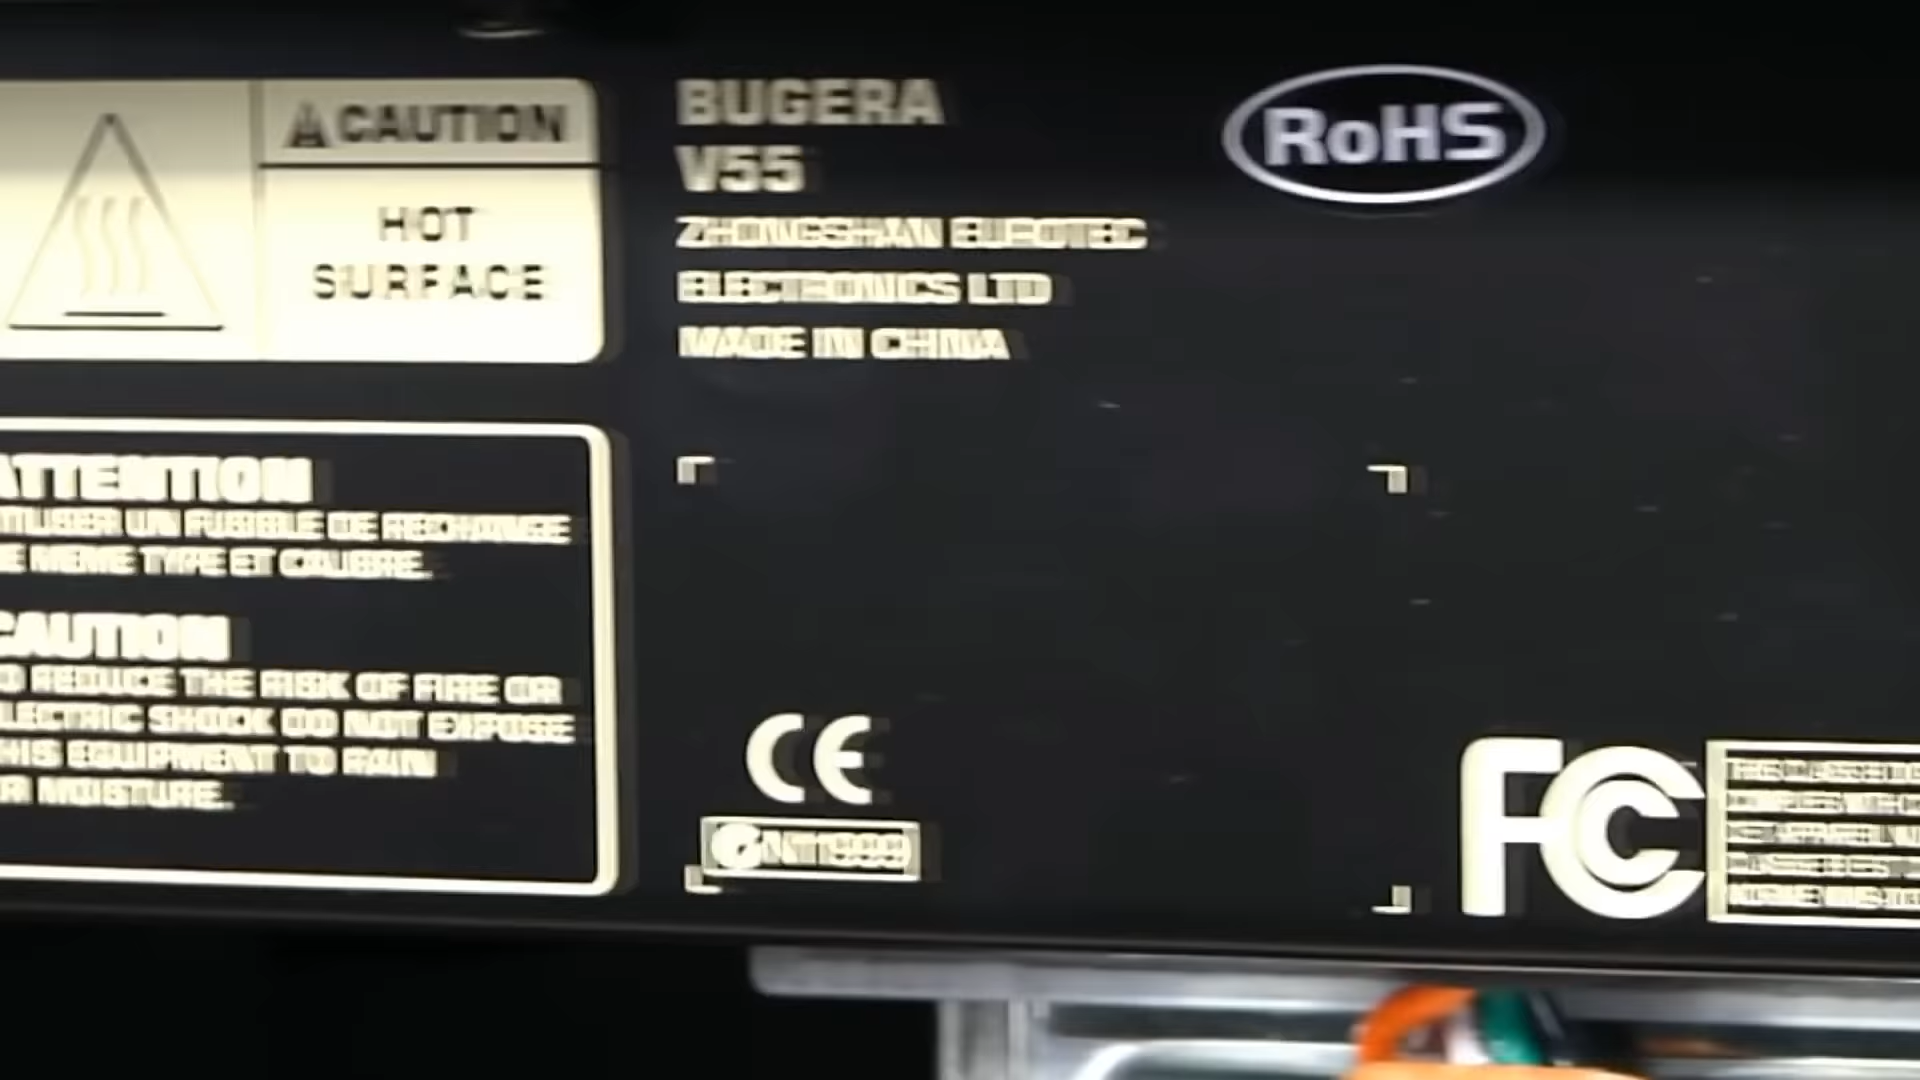 CAUTION
HOT
SURFACE
BUGERA
V55
ZHONGSHAN EUROTEC
ELECTRONICS LTD
MADE IN CHINA
RoHS
ATTENTION
UTILISER UN FUSIBLE DE RECHANGE
DE MEME TYPE ET CALIBRE.
CAUTION
TO REDUCE THE RISK OF FIRE OR
ELECTRIC SHOCK DO NOT EXPOSE
THIS EQUIPMENT TO RAIN
OR MOISTURE.
CE
FC